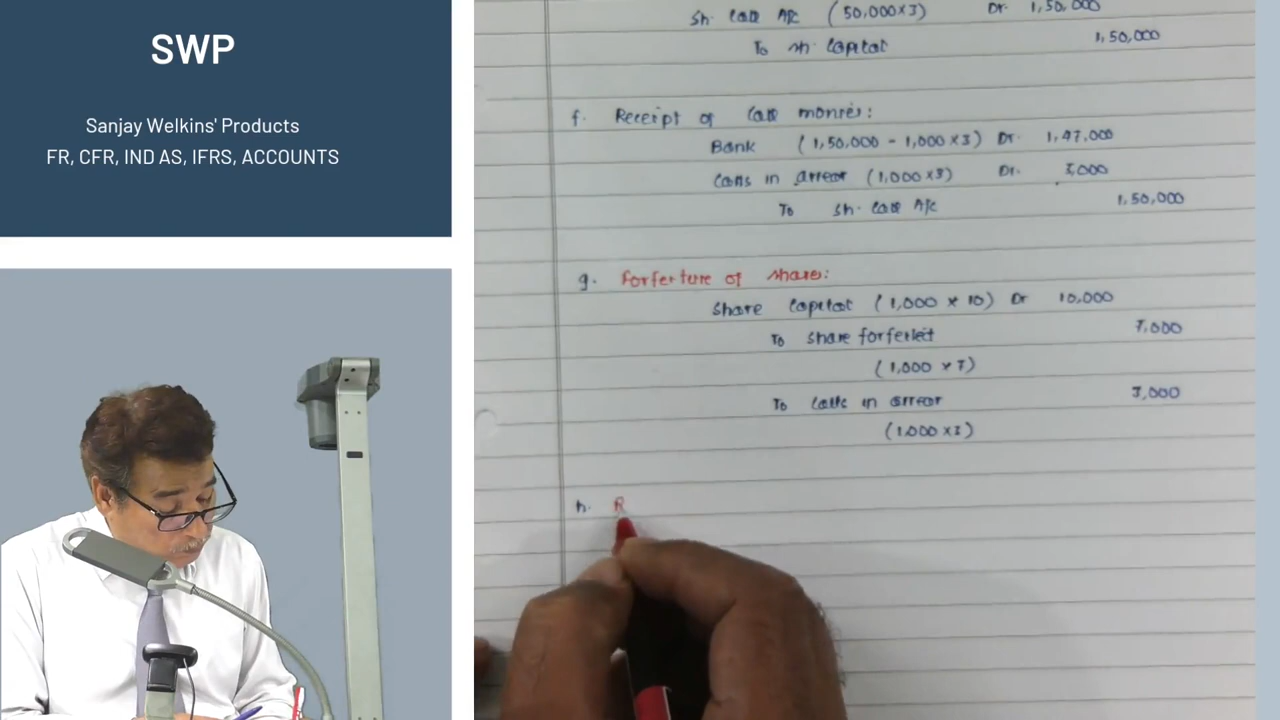 SWP
Sanjay Welkins' Products
FR, CFR, IND AS, IFRS, ACCOUNTS
Sh. Call A/c (50,000×3) Dr 1,50,000
To sh. capital 1,50,000
f. Receipt of call monies:
Bank (1,50,000 - 1,000×3) Dr. 1,47,000
Calls in arrear (1,000×3) Dr. 3,000
To sh. call A/c 1,50,000
g. Forferture of share:
Share capital (1,000 × 10) Dr 10,000
To share forfeited 7,000
(1,000 × 7)
To calls in arrear 3,000
(1,000 × 3)
h. R